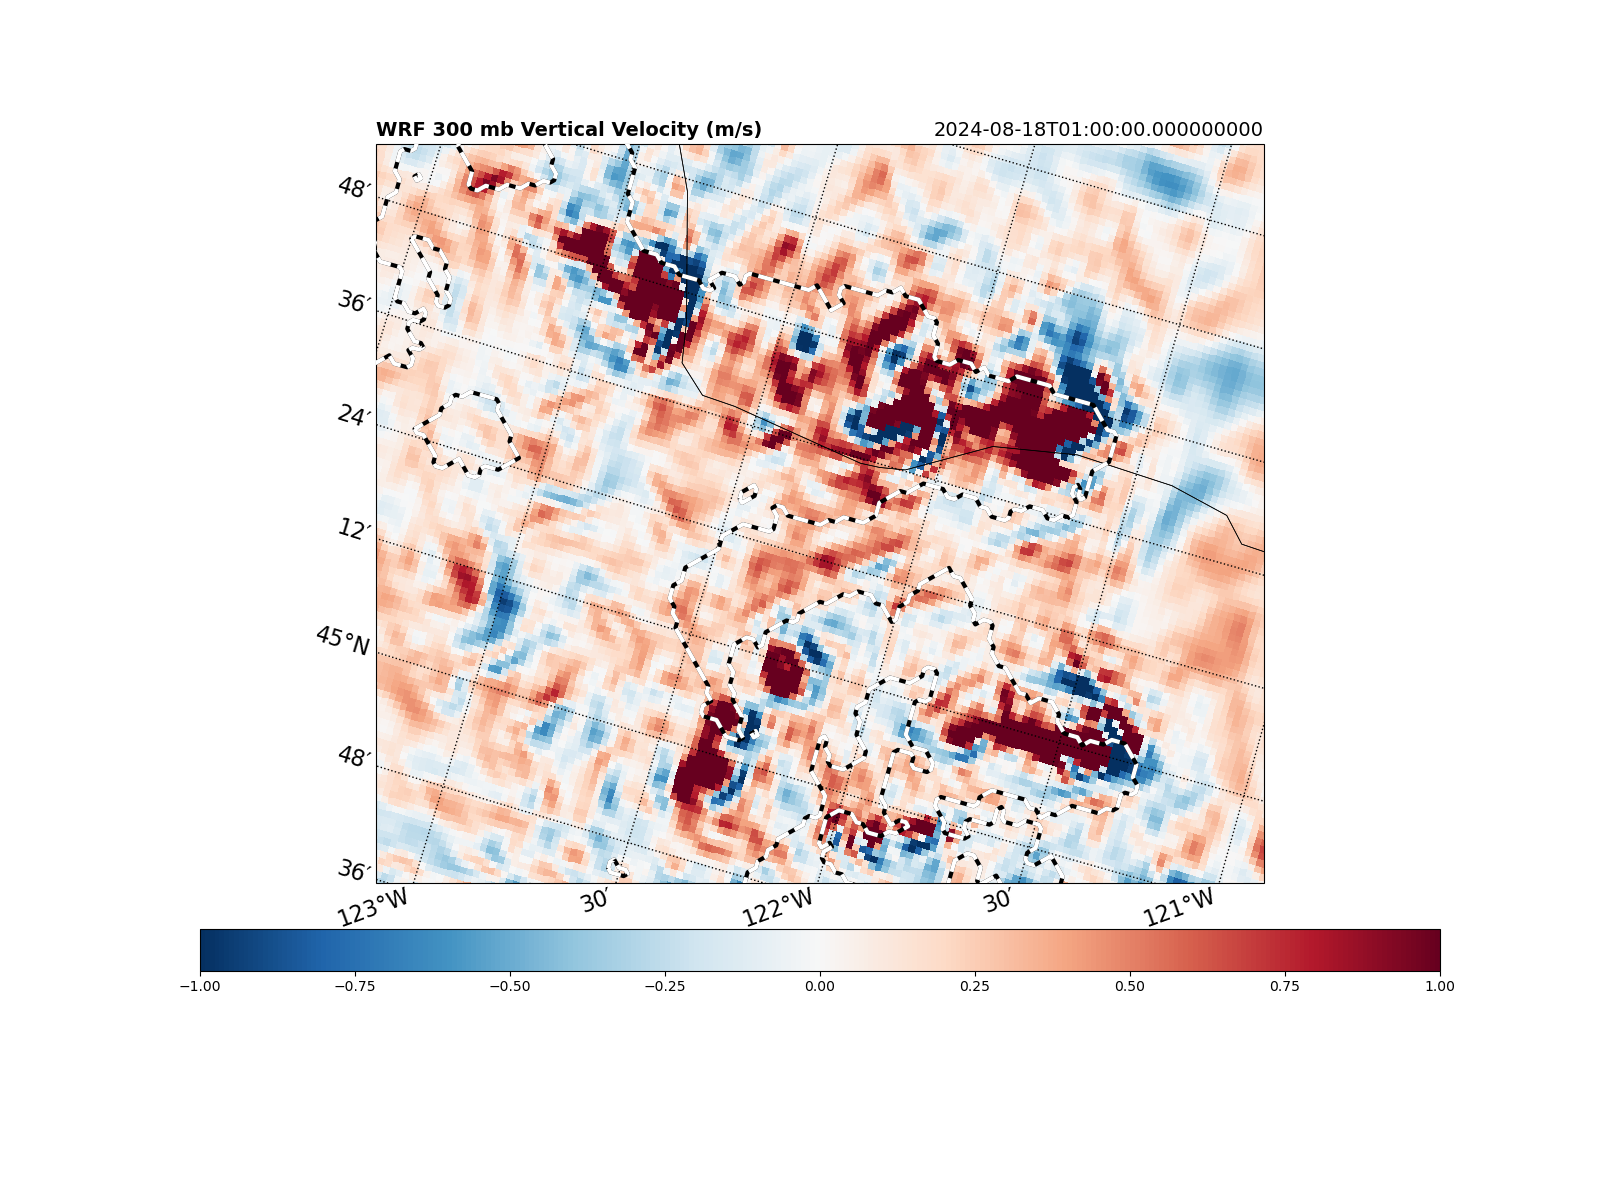 WRF 300 mb Vertical Velocity (m/s) 2024-08-18T01:00:00.000000000
48′
36′
24′
12′
45°N
48′
36′
123°W 30′ 122°W 30′ 121°W
−1.00 −0.75 −0.50 −0.25 0.00 0.25 0.50 0.75 1.00